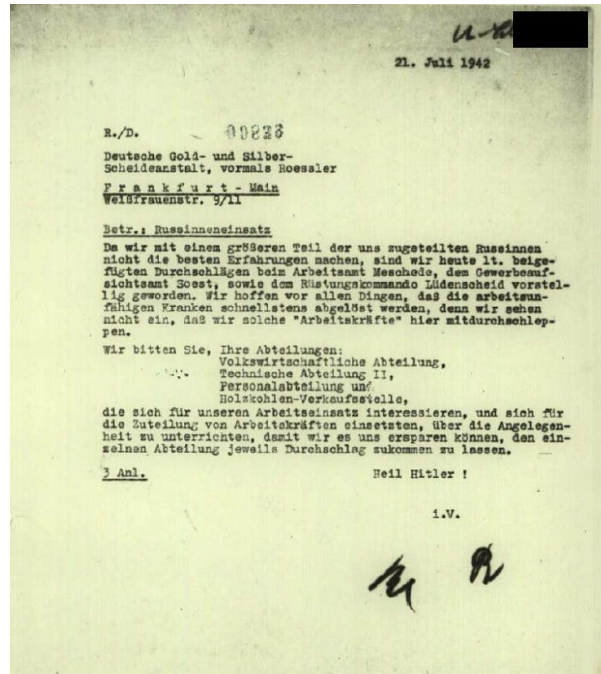 21. Juli 1942
R./D.
Deutsche Gold- und Silber-
Scheideanstalt, vormals Roessler
F r a n k f u r t - Main
Weißfrauenstr. 9/11
Betr.: Russinneneinsatz
Da wir mit einem größeren Teil der uns zugeteilten Russinnen
nicht die besten Erfahrungen machen, sind wir heute lt. beige-
fügten Durchschlägen beim Arbeitsamt Meschede, dem Gewerbeauf-
sichtsamt Soest, sowie dem Rüstungskommando Lüdenscheid vorstel-
lig geworden. Wir hoffen vor allen Dingen, daß die arbeitsun-
fähigen Kranken schnellstens abgelöst werden, denn wir sehen
nicht ein, daß wir solche "Arbeitskräfte" hier mitdurchschlep-
pen.
Wir bitten Sie, Ihre Abteilungen:
Volkswirtschaftliche Abteilung,
Technische Abteilung II,
Personalabteilung und
Holzkohlen-Verkaufsstelle,
die sich für unseren Arbeitseinsatz interessieren, und sich für
die Zuteilung von Arbeitskräften einsetzten, über die Angelegen-
heit zu unterrichten, damit wir es uns ersparen können, den ein-
zelnen Abteilung jeweils Durchschlag zukommen zu lassen.
3 Anl.
Heil Hitler !
i.V.